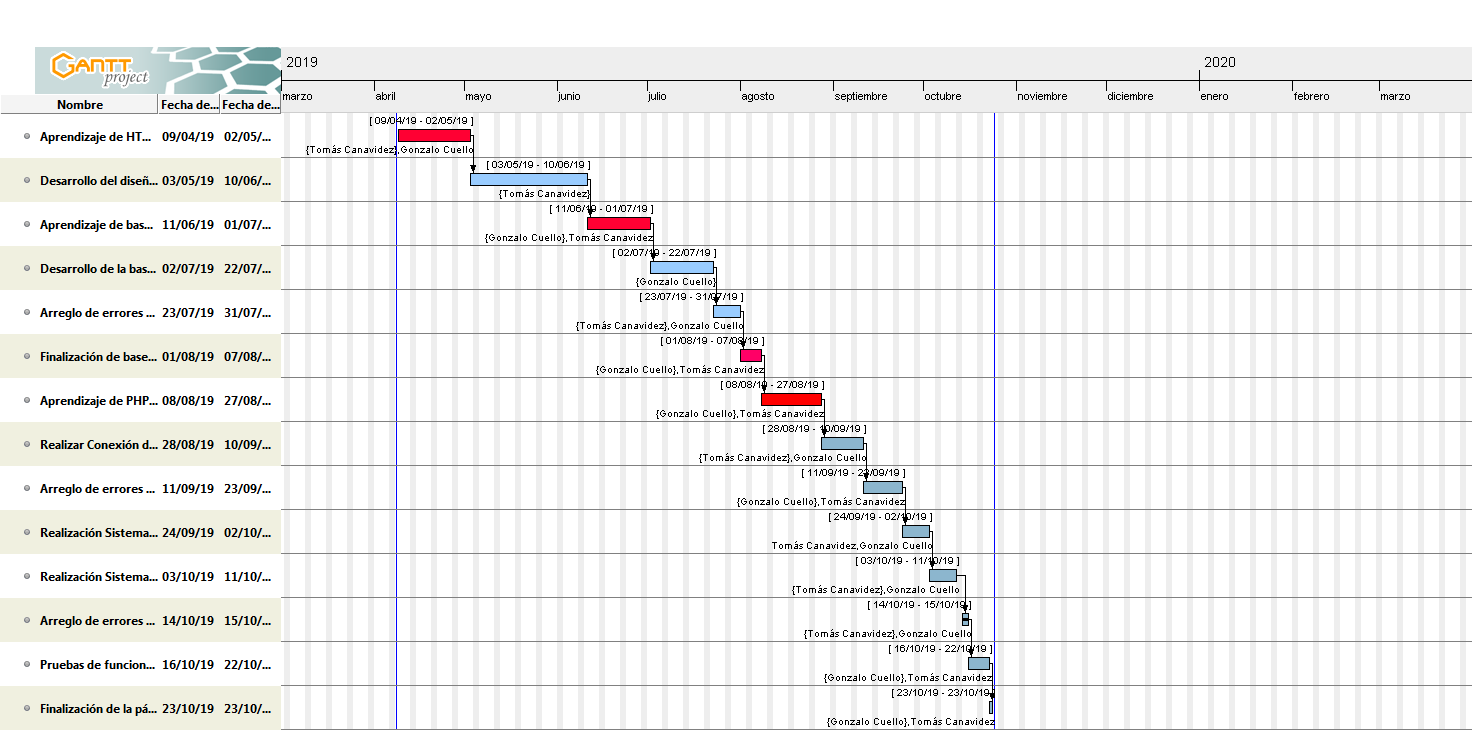 GANTT
project
2019
2020
marzo abril mayo junio julio agosto septiembre octubre noviembre diciembre enero febrero marzo
Nombre Fecha de... Fecha de...
[ 09/04/19 - 02/05/19 ]
Aprendizaje de HT... 09/04/19 02/05/...
{Tomás Canavidez},Gonzalo Cuello
[ 03/05/19 - 10/06/19 ]
Desarrollo del diseñ... 03/05/19 10/06/...
{Tomás Canavidez}
[ 11/06/19 - 01/07/19 ]
Aprendizaje de bas... 11/06/19 01/07/...
{Gonzalo Cuello},Tomás Canavidez
[ 02/07/19 - 22/07/19 ]
Desarrollo de la bas... 02/07/19 22/07/...
{Gonzalo Cuello}
[ 23/07/19 - 31/07/19 ]
Arreglo de errores ... 23/07/19 31/07/...
{Tomás Canavidez},Gonzalo Cuello
[ 01/08/19 - 07/08/19 ]
Finalización de base... 01/08/19 07/08/...
{Gonzalo Cuello},Tomás Canavidez
[ 08/08/19 - 27/08/19 ]
Aprendizaje de PHP... 08/08/19 27/08/...
{Gonzalo Cuello},Tomás Canavidez
[ 28/08/19 - 10/09/19 ]
Realizar Conexión d... 28/08/19 10/09/...
{Tomás Canavidez},Gonzalo Cuello
[ 11/09/19 - 23/09/19 ]
Arreglo de errores ... 11/09/19 23/09/...
{Gonzalo Cuello},Tomás Canavidez
[ 24/09/19 - 02/10/19 ]
Realización Sistema... 24/09/19 02/10/...
Tomás Canavidez,Gonzalo Cuello
[ 03/10/19 - 11/10/19 ]
Realización Sistema... 03/10/19 11/10/...
{Tomás Canavidez},Gonzalo Cuello
[ 14/10/19 - 15/10/19 ]
Arreglo de errores ... 14/10/19 15/10/...
{Tomás Canavidez},Gonzalo Cuello
[ 16/10/19 - 22/10/19 ]
Pruebas de funcion... 16/10/19 22/10/...
{Gonzalo Cuello},Tomás Canavidez
[ 23/10/19 - 23/10/19 ]
Finalización de la pá... 23/10/19 23/10/...
{Gonzalo Cuello},Tomás Canavidez